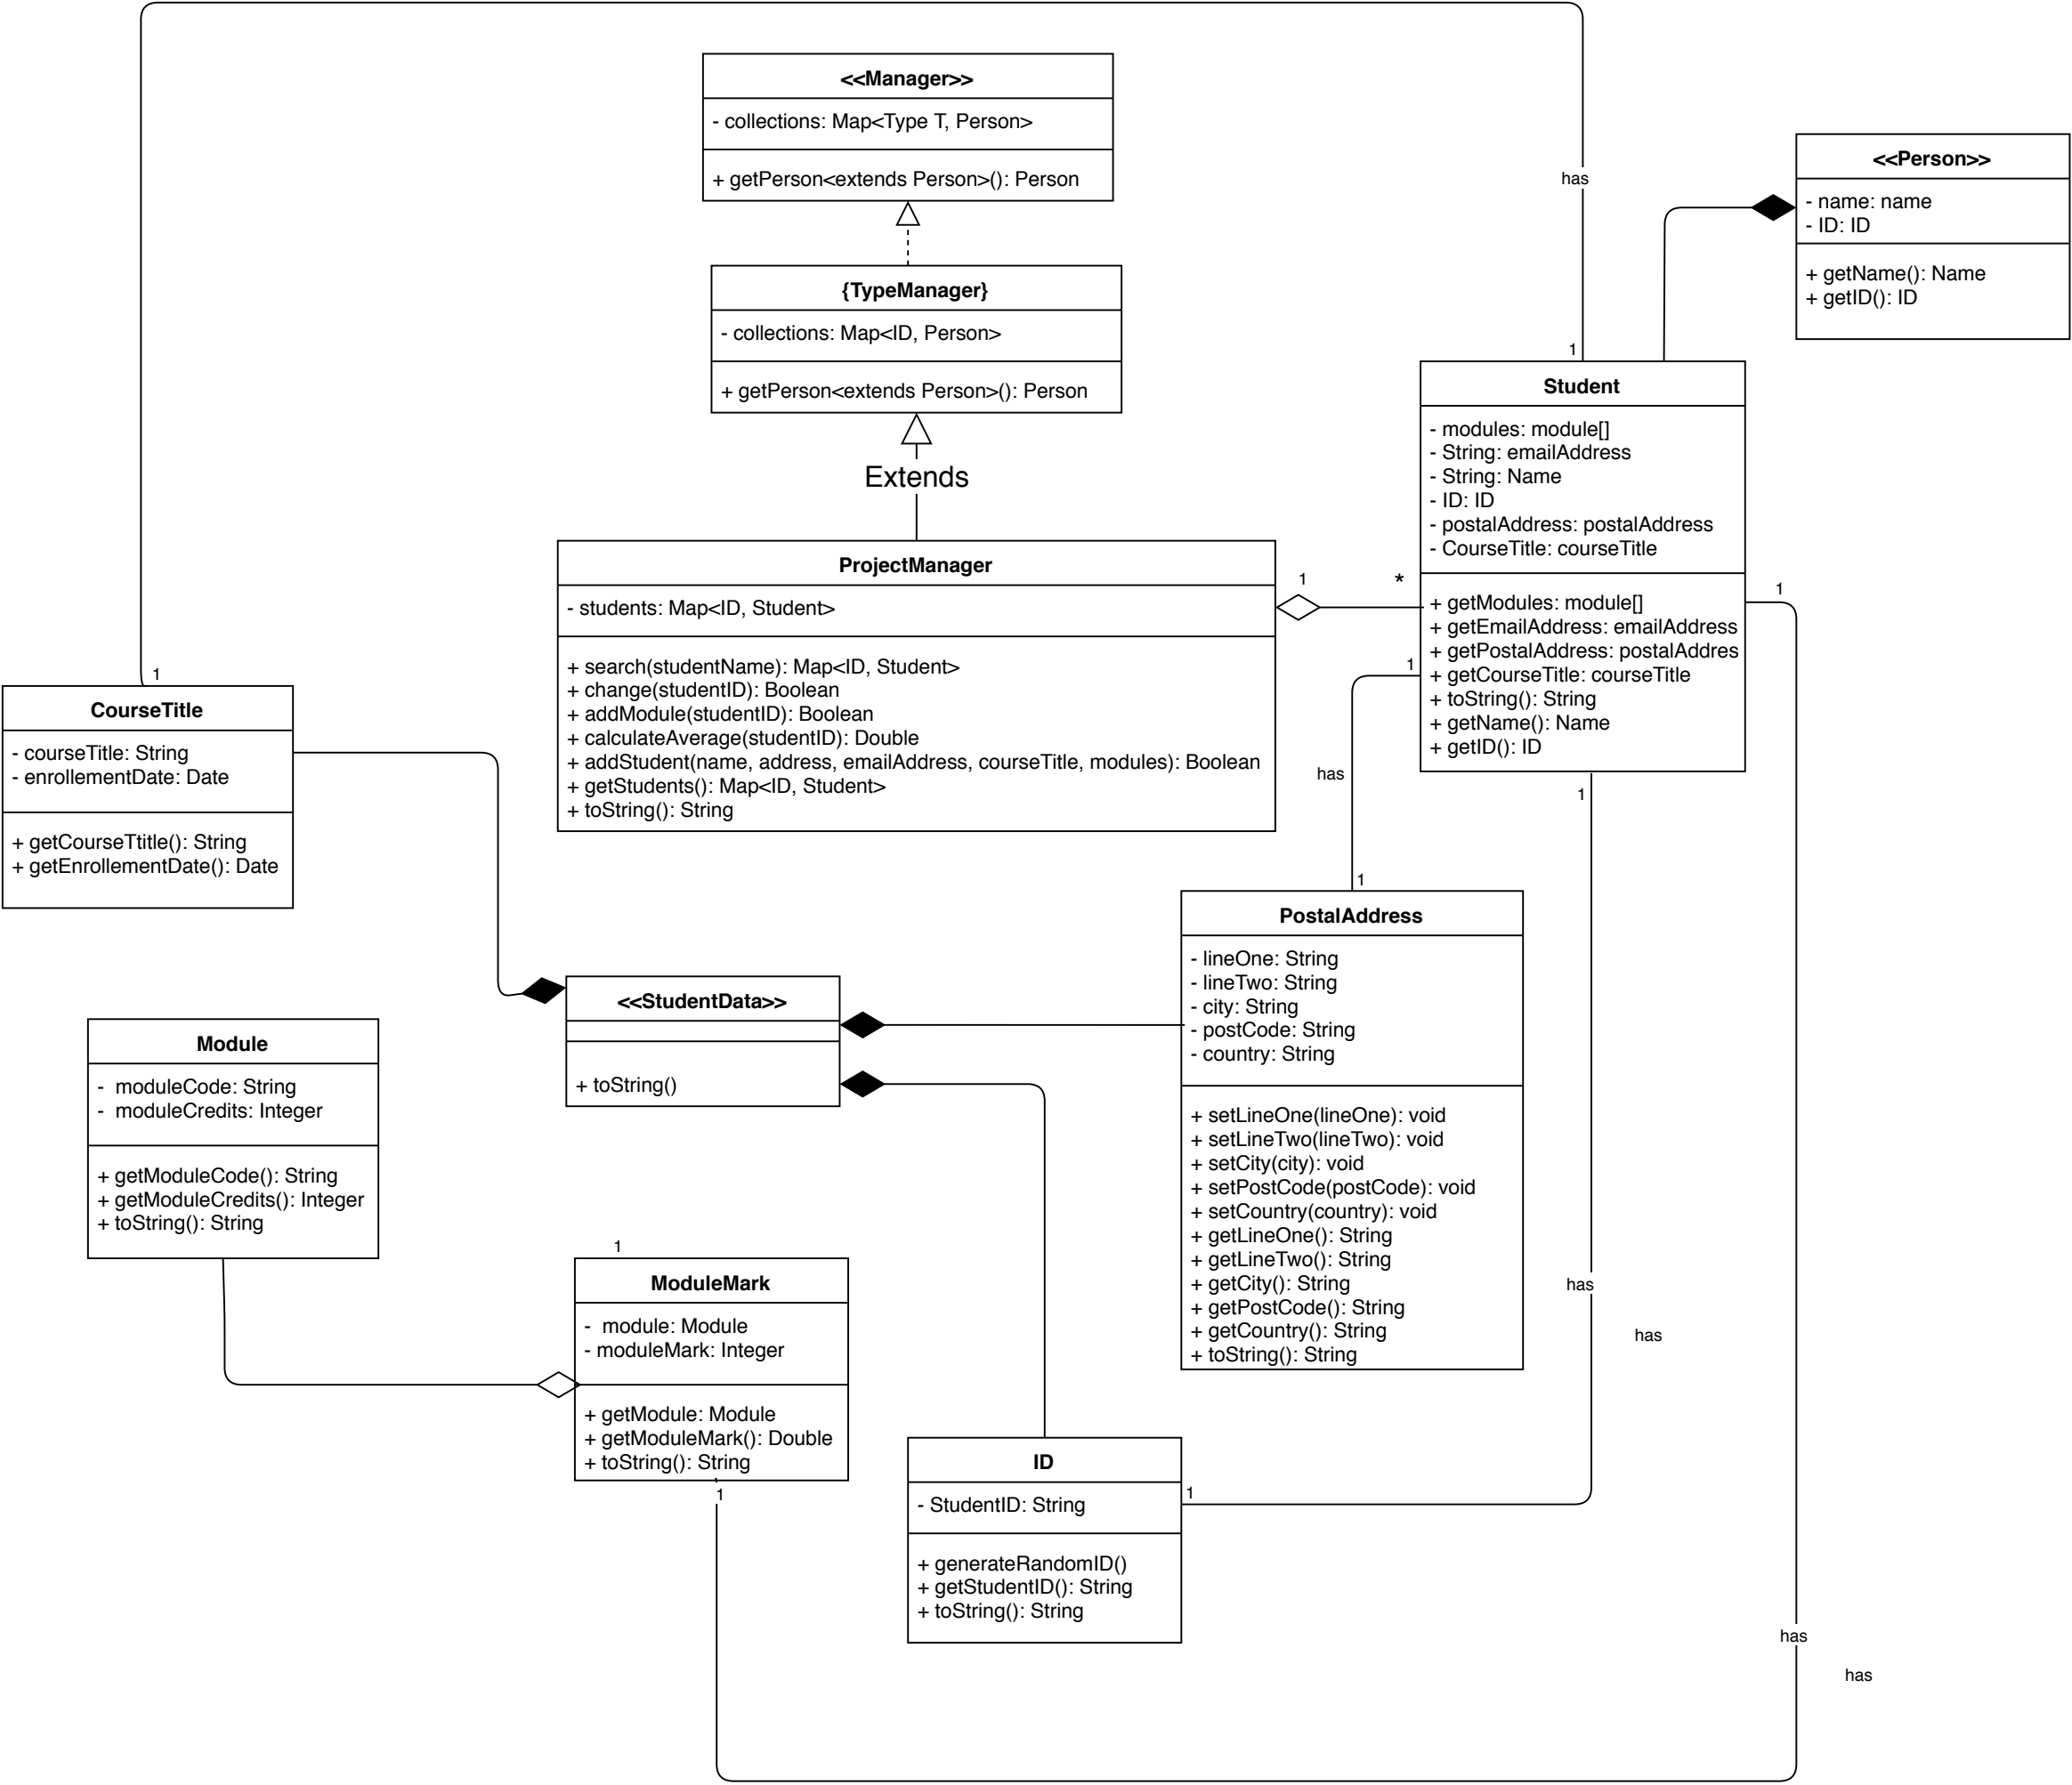 <<Manager>>
- collections: Map<Type T, Person>
+ getPerson<extends Person>(): Person
has
<<Person>>
- name: name
- ID: ID
+ getName(): Name
+ getID(): ID
{TypeManager}
- collections: Map<ID, Person>
+ getPerson<extends Person>(): Person
Extends
1
Student
- modules: module[]
- String: emailAddress
- String: Name
- ID: ID
- postalAddress: postalAddress
- CourseTitle: courseTitle
+ getModules: module[]
+ getEmailAddress: emailAddress
+ getPostalAddress: postalAddres
+ getCourseTitle: courseTitle
+ toString(): String
+ getName(): Name
+ getID(): ID
ProjectManager
- students: Map<ID, Student>
+ search(studentName): Map<ID, Student>
+ change(studentID): Boolean
+ addModule(studentID): Boolean
+ calculateAverage(studentID): Double
+ addStudent(name, address, emailAddress, courseTitle, modules): Boolean
+ getStudents(): Map<ID, Student>
+ toString(): String
1
*
1
1
has
1
1
1
CourseTitle
- courseTitle: String
- enrollementDate: Date
+ getCourseTtitle(): String
+ getEnrollementDate(): Date
PostalAddress
- lineOne: String
- lineTwo: String
- city: String
- postCode: String
- country: String
+ setLineOne(lineOne): void
+ setLineTwo(lineTwo): void
+ setCity(city): void
+ setPostCode(postCode): void
+ setCountry(country): void
+ getLineOne(): String
+ getLineTwo(): String
+ getCity(): String
+ getPostCode(): String
+ getCountry(): String
+ toString(): String
<<StudentData>>
+ toString()
Module
- moduleCode: String
- moduleCredits: Integer
+ getModuleCode(): String
+ getModuleCredits(): Integer
+ toString(): String
1
ModuleMark
- module: Module
- moduleMark: Integer
+ getModule: Module
+ getModuleMark(): Double
+ toString(): String
1
has
has
ID
- StudentID: String
+ generateRandomID()
+ getStudentID(): String
+ toString(): String
1
has
has